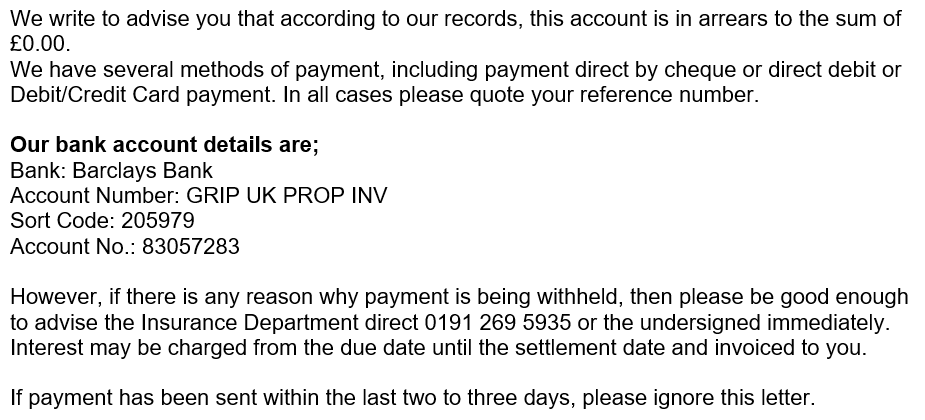 We write to advise you that according to our records, this account is in arrears to the sum of
£0.00.
We have several methods of payment, including payment direct by cheque or direct debit or
Debit/Credit Card payment. In all cases please quote your reference number.
Our bank account details are;
Bank: Barclays Bank
Account Number: GRIP UK PROP INV
Sort Code: 205979
Account No.: 83057283
However, if there is any reason why payment is being withheld, then please be good enough
to advise the Insurance Department direct 0191 269 5935 or the undersigned immediately.
Interest may be charged from the due date until the settlement date and invoiced to you.
If payment has been sent within the last two to three days, please ignore this letter.